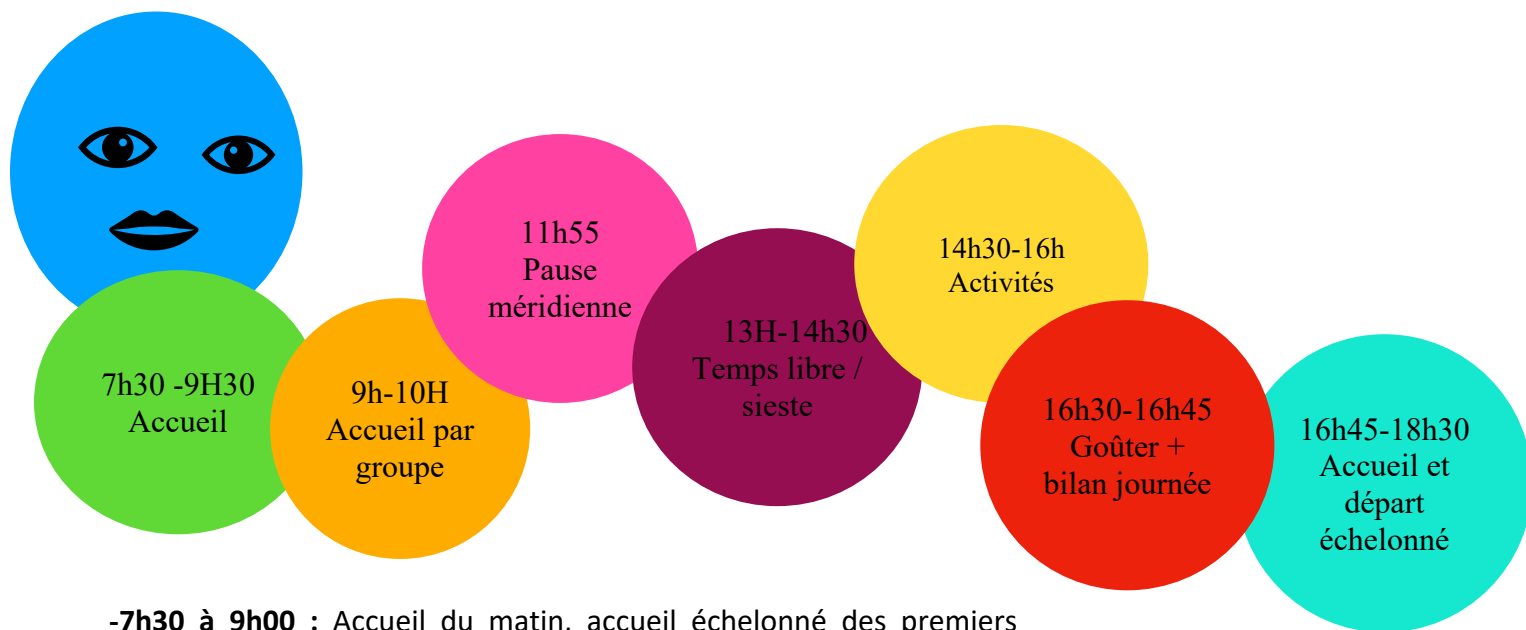 7h30 -9H30
Accueil
9h-10H
Accueil par
groupe
11h55
Pause
méridienne
13H-14h30
Temps libre /
sieste
14h30-16h
Activités
16h30-16h45
Goûter +
bilan journée
16h45-18h30
Accueil et
départ
échelonné
-7h30 à 9h00 : Accueil du matin, accueil échelonné des premiers